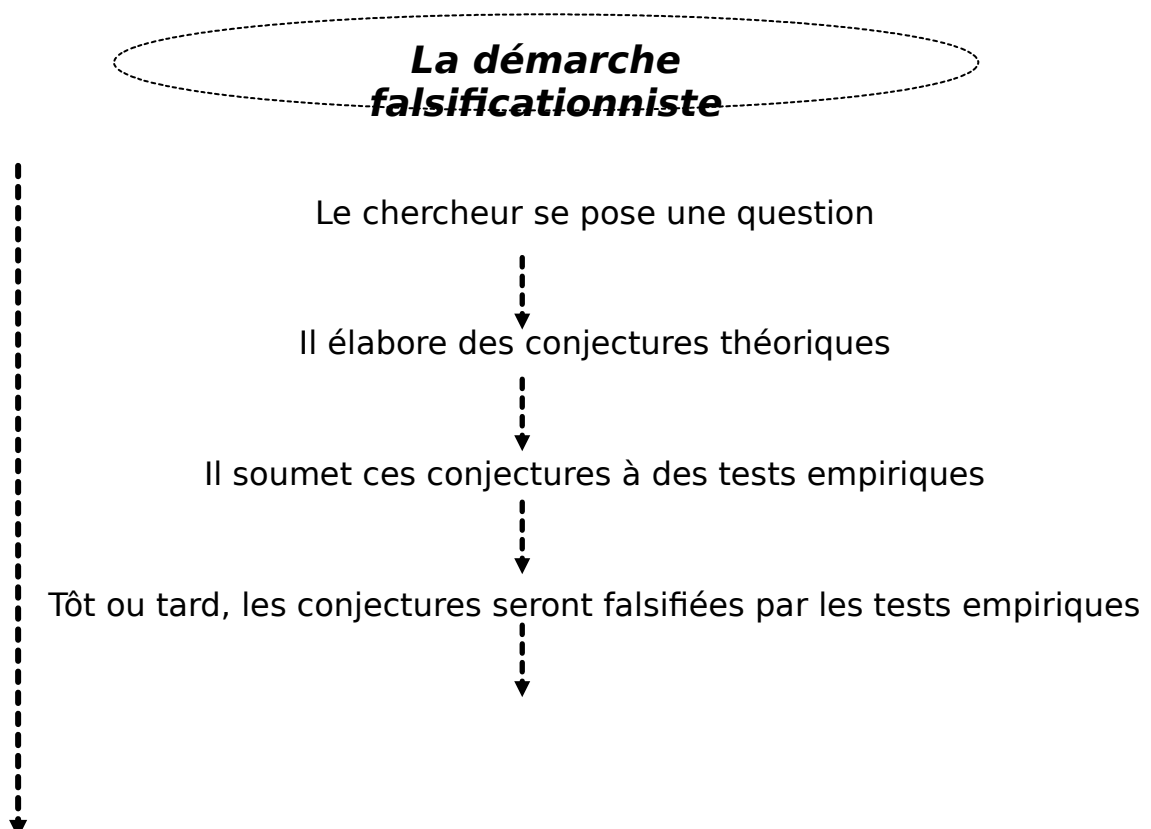 La démarche
falsificationniste
Le chercheur se pose une question
Il élabore des conjectures théoriques
Il soumet ces conjectures à des tests empiriques
Tôt ou tard, les conjectures seront falsifiées par les tests empiriques